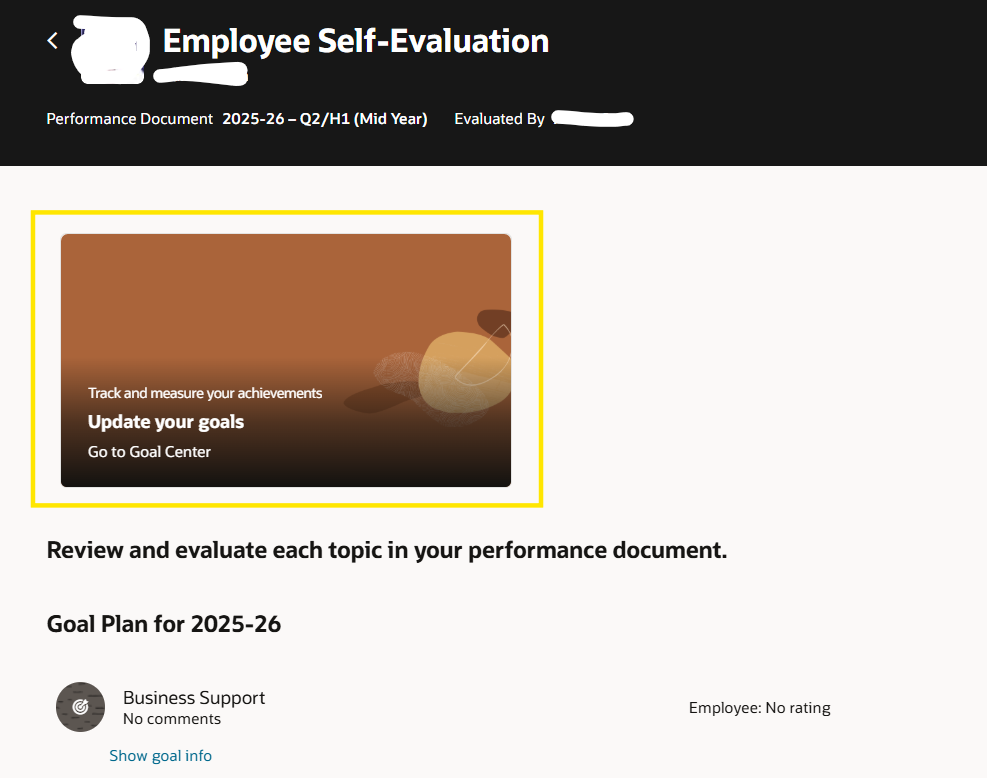 Employee Self-Evaluation
Performance Document 2025-26 – Q2/H1 (Mid Year) Evaluated By
Track and measure your achievements
Update your goals
Go to Goal Center
Review and evaluate each topic in your performance document.
Goal Plan for 2025-26
Business Support
Employee: No rating
No comments
Show goal info